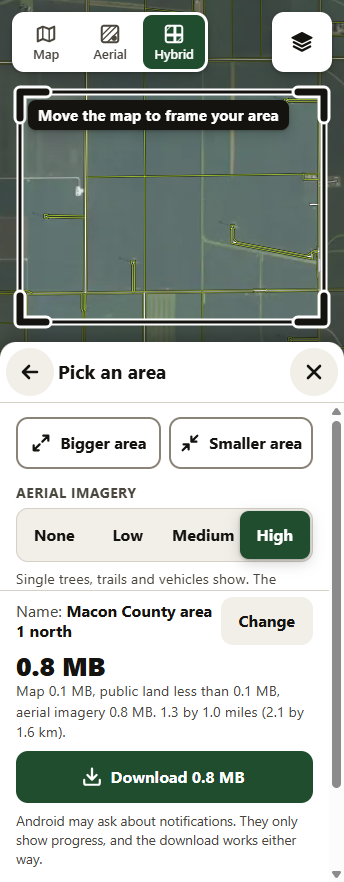 Map
Aerial
Hybrid
Move the map to frame your area
Pick an area
Bigger area
Smaller area
AERIAL IMAGERY
None
Low
Medium
High
Single trees, trails and vehicles show. The
Name: Macon County area
1 north
Change
0.8 MB
Map 0.1 MB, public land less than 0.1 MB,
aerial imagery 0.8 MB. 1.3 by 1.0 miles (2.1 by
1.6 km).
Download 0.8 MB
Android may ask about notifications. They only
show progress, and the download works either
way.